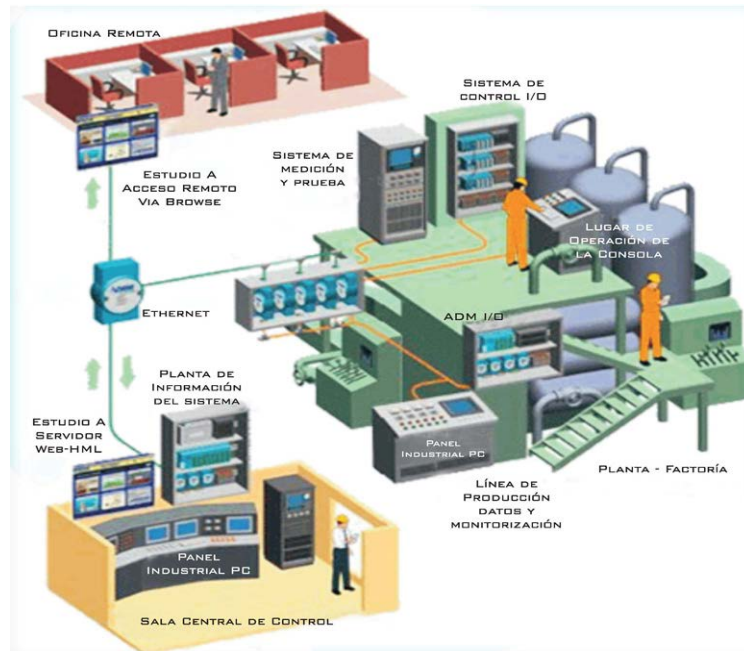 Oficina Remota
Sistema de
control I/O
Sistema de
medición
y prueba
Estudio A
Acceso Remoto
Via Browse
Lugar de
Operación de
la Consola
Ethernet
ADM I/O
Planta de
Información
del sistema
Estudio A
Servidor
Web-HML
Panel
Industrial PC
Línea de
Producción
datos y
monitorización
Planta - Factoría
Panel
Industrial PC
Sala Central de Control